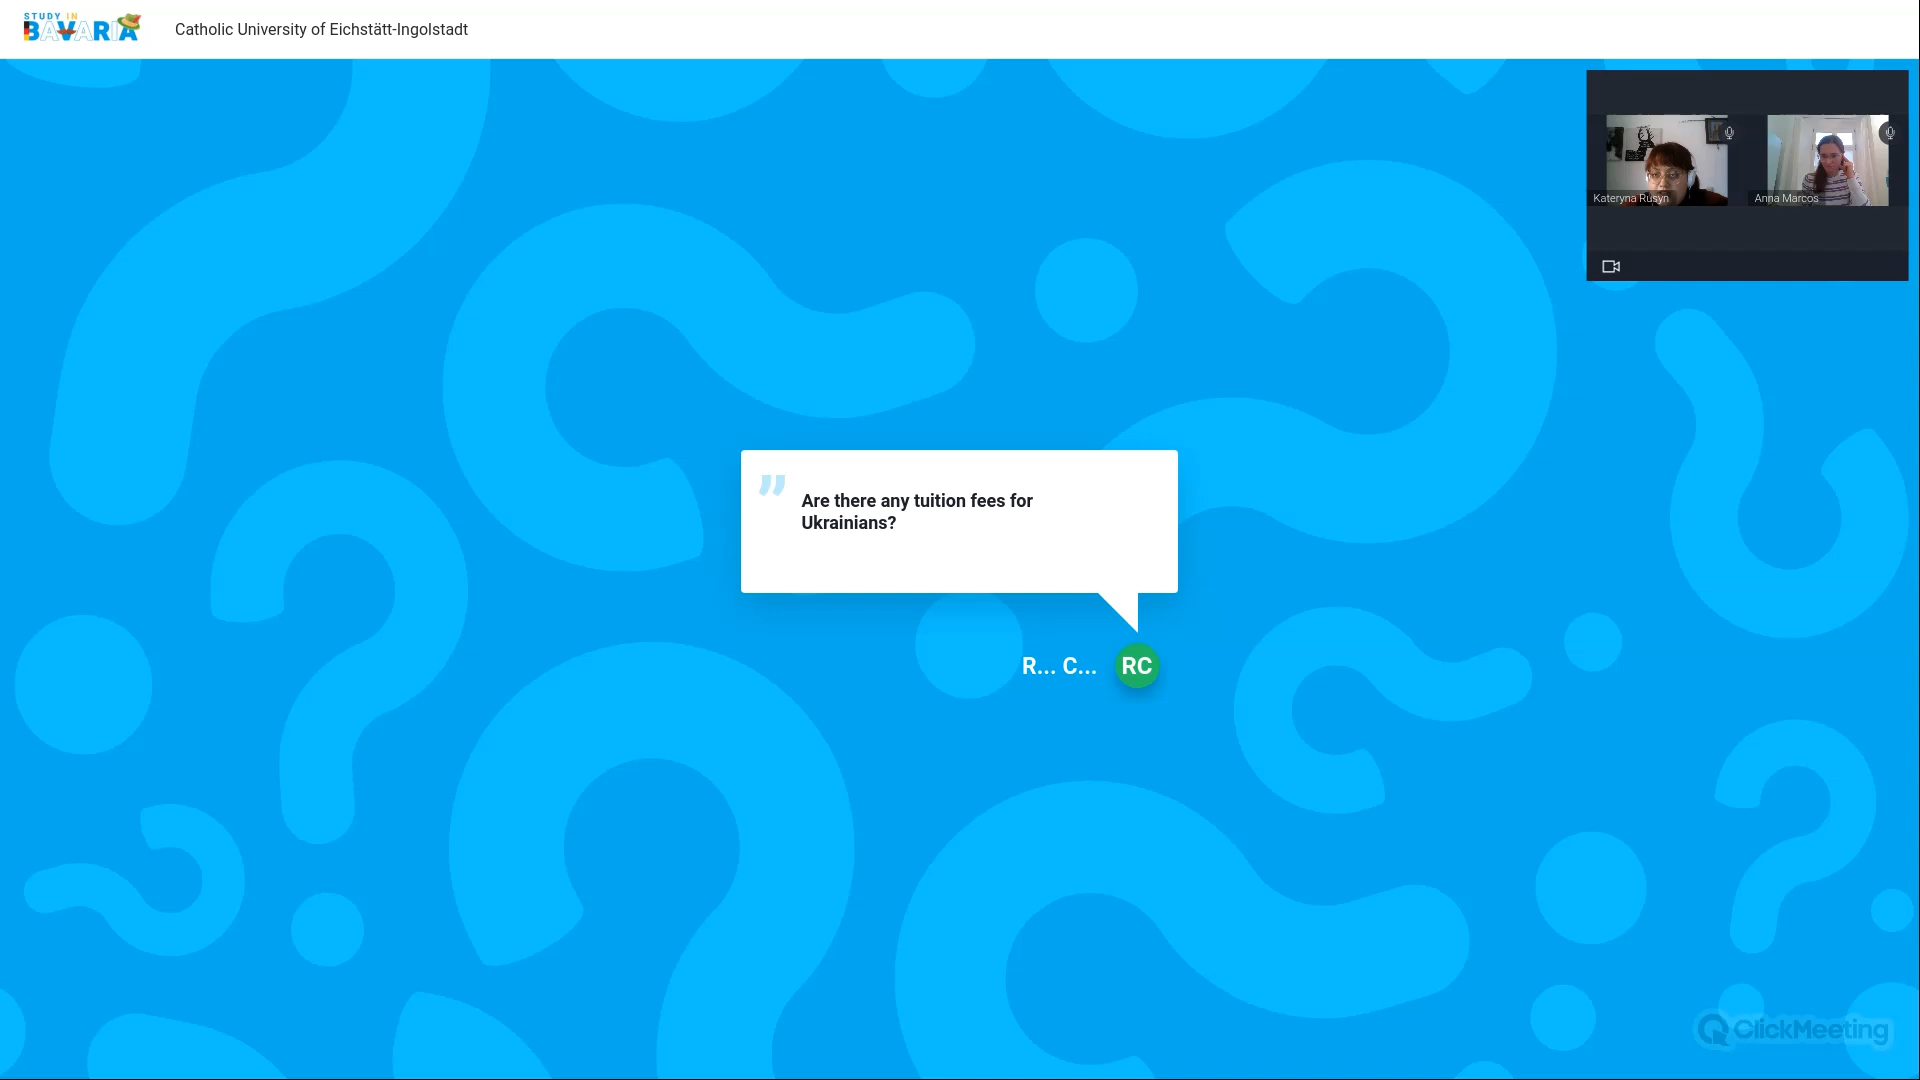 STUDY IN
BAVARIA
Catholic University of Eichstätt-Ingolstadt
Kateryna Rusyn
Anna Marcos
Are there any tuition fees for
Ukrainians?
R... C...
RC
ClickMeeting